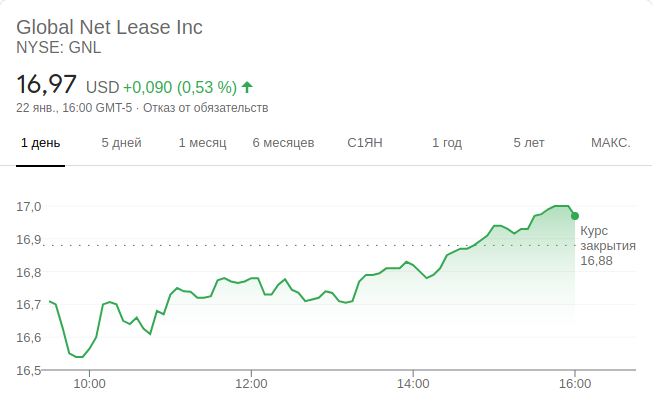 Global Net Lease Inc
NYSE: GNL
16,97 USD +0,090 (0,53 %)
22 янв., 16:00 GMT-5 · Отказ от обязательств
1 день 5 дней 1 месяц 6 месяцев С1ЯН 1 год 5 лет МАКС.
17,0
16,9
16,8
16,7
16,6
16,5
Курс
закрытия
16,88
10:00 12:00 14:00 16:00